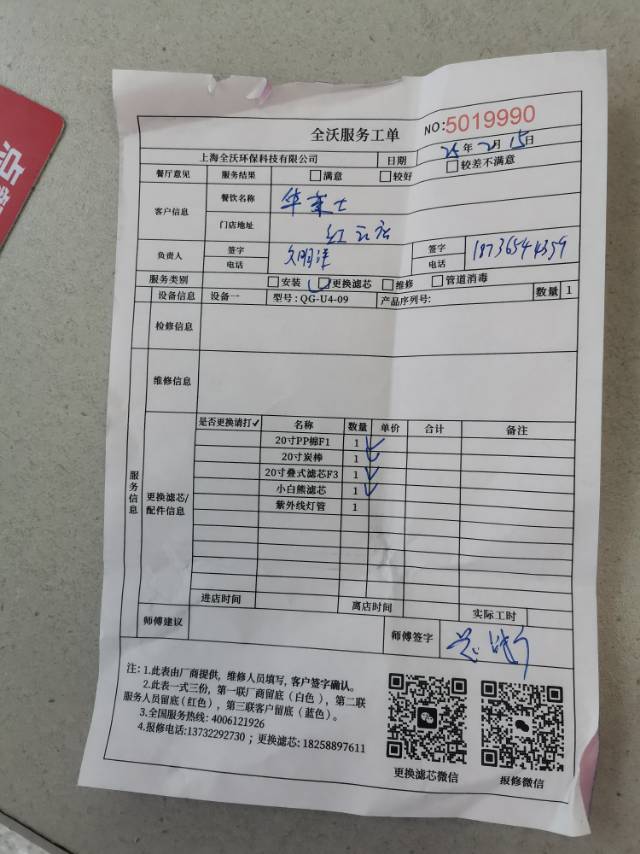 全沃服务工单
NO:5019990
上海全沃环保科技有限公司 日期 25年2月15日
餐厅意见 服务结果 □满意 □较好 □较差不满意
客户信息 餐饮名称 华莱士
门店地址 红云店
负责人 签字 签字
电话 电话
服务类别 □安装 □更换滤芯 □维修 □管道消毒
设备信息 设备一 型号:QG-U4-09 产品序列号: 数量 1
检修信息
维修信息
服务信息
更换滤芯/
配件信息
是否更换请打✓ 名称 数量 单价 合计 备注
20寸PP棉F1 1 ✓
20寸炭棒 1 ✓
20寸叠式滤芯F3 1 ✓
小白熊滤芯 1 ✓
紫外线灯管 1
进店时间 离店时间 实际工时
师傅建议 师傅签字
注:1.此表由厂商提供,维修人员填写,客户签字确认。
2.此表一式三份,第一联厂商留底(白色),第二联
服务人员留底(红色),第三联客户留底(蓝色)。
3.全国服务热线:4006121926
4.报修电话:13732292730;更换滤芯:18258897611
更换滤芯微信 报修微信